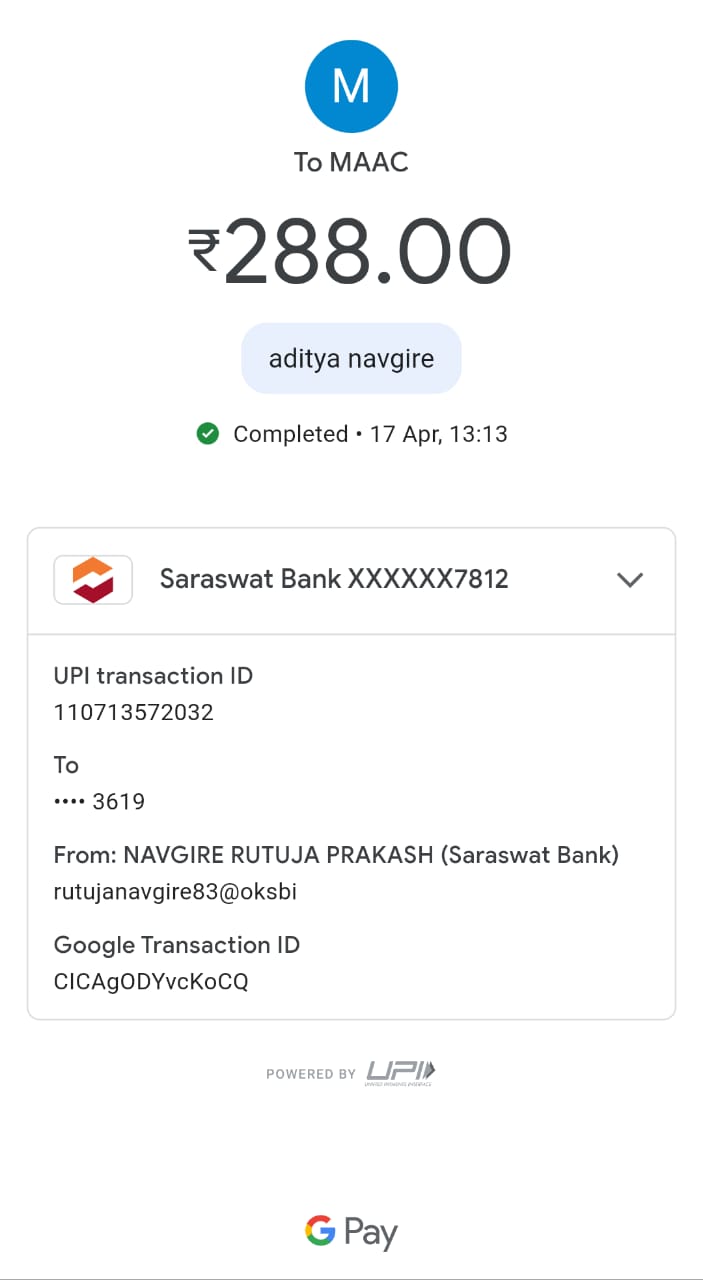 M
To MAAC
₹288.00
aditya navgire
Completed • 17 Apr, 13:13
Saraswat Bank XXXXXX7812
UPI transaction ID
110713572032
To
•••• 3619
From: NAVGIRE RUTUJA PRAKASH (Saraswat Bank)
rutujanavgire83@oksbi
Google Transaction ID
CICAgODYvcKoCQ
POWERED BY UPI
UNIFIED PAYMENTS INTERFACE
G Pay